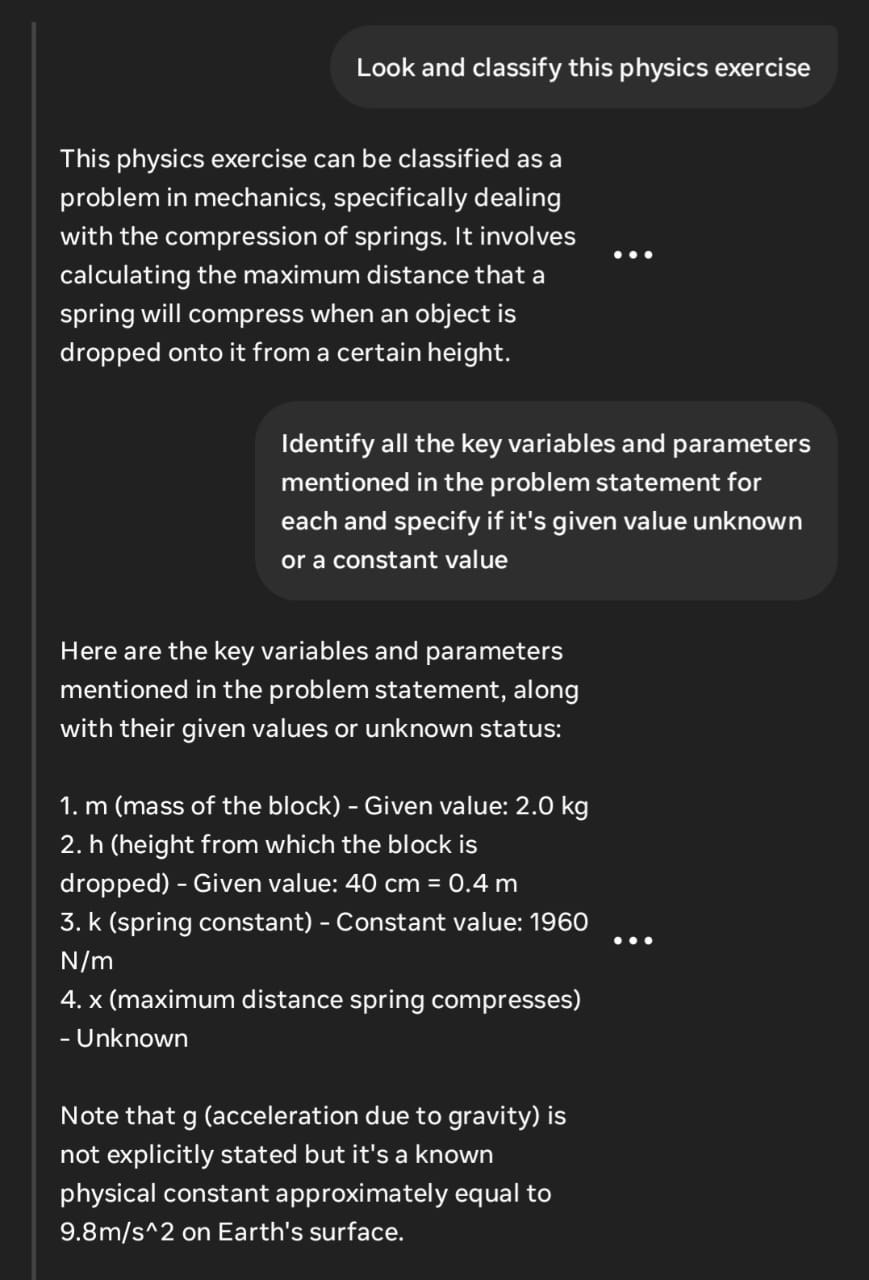 Look and classify this physics exercise
This physics exercise can be classified as a
problem in mechanics, specifically dealing
with the compression of springs. It involves
calculating the maximum distance that a
spring will compress when an object is
dropped onto it from a certain height.
Identify all the key variables and parameters
mentioned in the problem statement for
each and specify if it's given value unknown
or a constant value
Here are the key variables and parameters
mentioned in the problem statement, along
with their given values or unknown status:
1. m (mass of the block) - Given value: 2.0 kg
2. h (height from which the block is
dropped) - Given value: 40 cm = 0.4 m
3. k (spring constant) - Constant value: 1960
N/m
4. x (maximum distance spring compresses)
- Unknown
Note that g (acceleration due to gravity) is
not explicitly stated but it's a known
physical constant approximately equal to
9.8m/s^2 on Earth's surface.